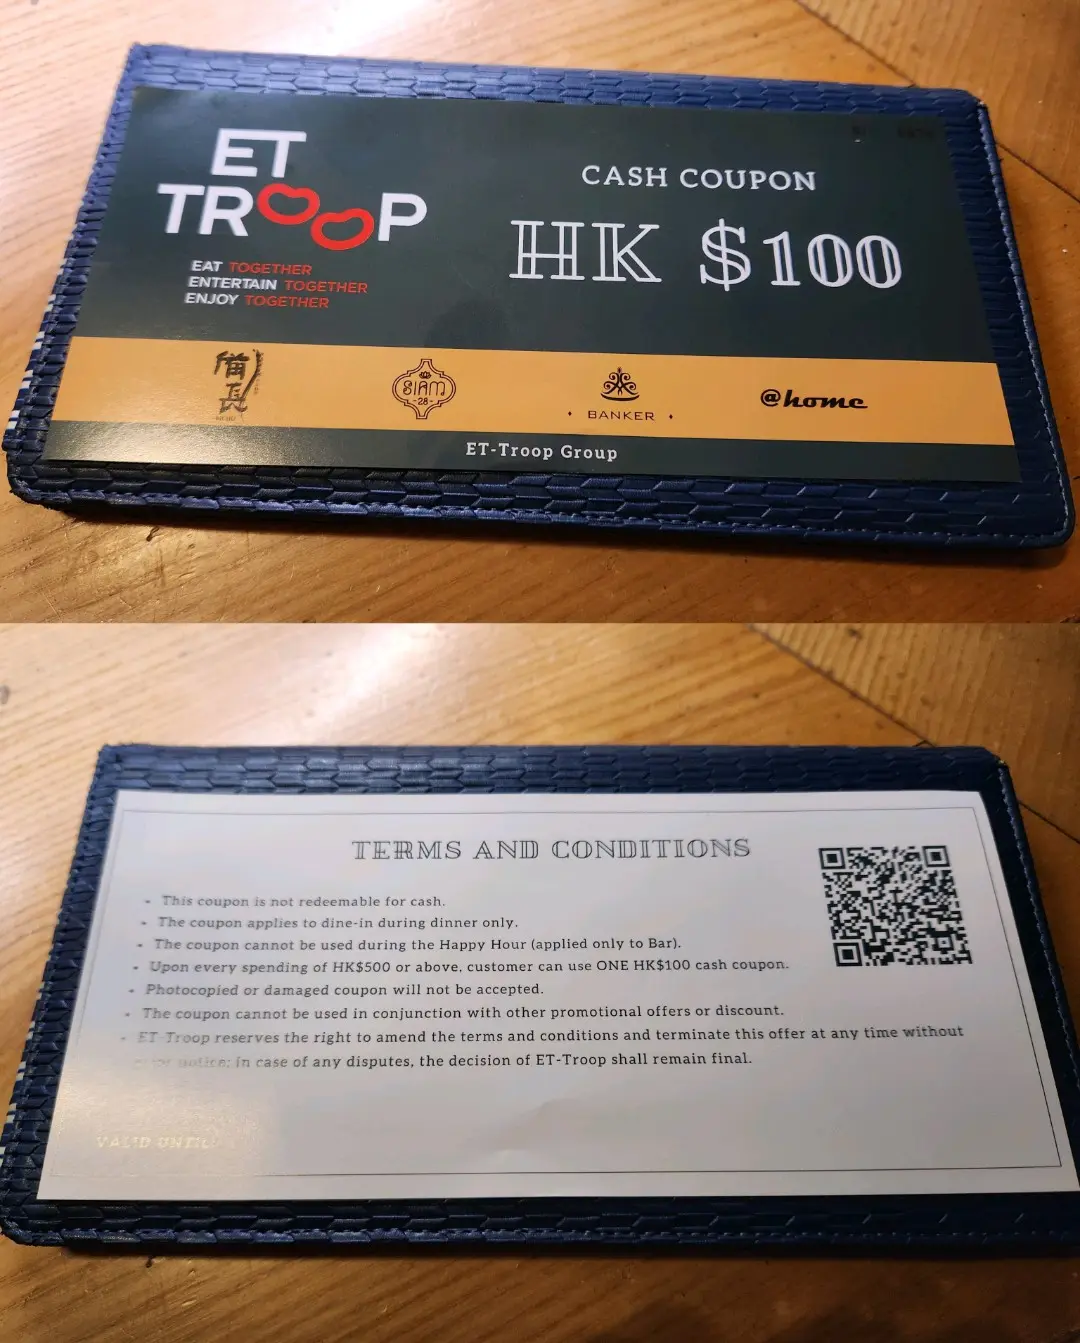 ET
TROOP
EAT TOGETHER
ENTERTAIN TOGETHER
ENJOY TOGETHER
CASH COUPON
HK $100
備長
SIAM
-28-
BANKER
@home
ET-Troop Group
TERMS AND CONDITIONS
• This coupon is not redeemable for cash.
• The coupon applies to dine-in during dinner only.
• The coupon cannot be used during the Happy Hour (applied only to Bar).
• Upon every spending of HK$500 or above, customer can use ONE HK$100 cash coupon.
• Photocopied or damaged coupon will not be accepted.
• The coupon cannot be used in conjunction with other promotional offers or discount.
• ET-Troop reserves the right to amend the terms and conditions and terminate this offer at any time without
notice; in case of any disputes, the decision of ET-Troop shall remain final.
VALID UNTIL